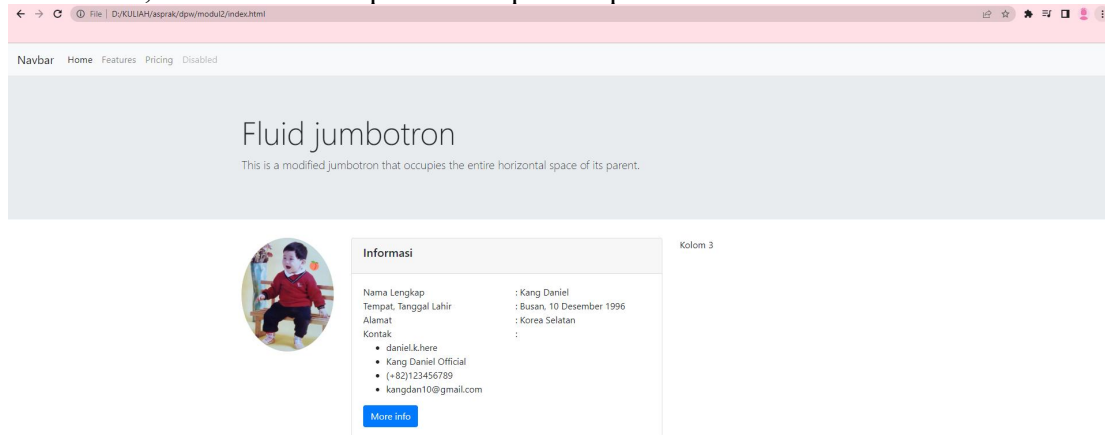 File | D:/KULIAH/asprak/dpw/modul2/index.html
Navbar Home Features Pricing Disabled
Fluid jumbotron
This is a modified jumbotron that occupies the entire horizontal space of its parent.
Informasi
Kolom 3
Nama Lengkap : Kang Daniel
Tempat, Tanggal Lahir : Busan, 10 Desember 1996
Alamat : Korea Selatan
Kontak :
• daniel.k.here
• Kang Daniel Official
• (+82)123456789
• kangdan10@gmail.com
More info